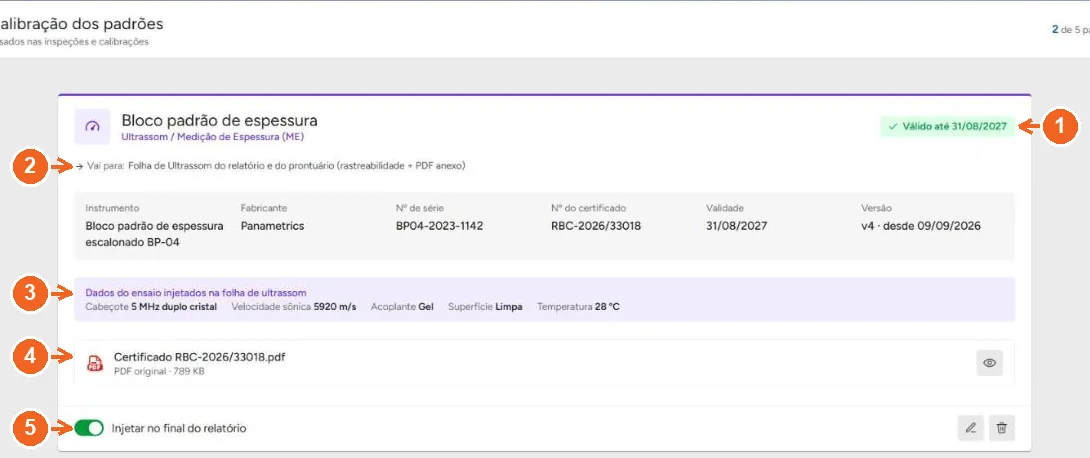 alibração dos padrões
sados nas inspeções e calibrações
2 de 5
Bloco padrão de espessura
Ultrassom / Medição de Espessura (ME)
Válido até 31/08/2027
1
2
Vai para: Folha de Ultrassom do relatório e do prontuário (rastreabilidade + PDF anexo)
Instrumento
Fabricante
Nº de série
Nº do certificado
Validade
Versão
Bloco padrão de espessura escalonado BP-04
Panametrics
BP04-2023-1142
RBC-2026/33018
31/08/2027
v4 · desde 09/09/2026
3
Dados do ensaio injetados na folha de ultrassom
Cabeçote 5 MHz duplo cristal Velocidade sônica 5920 m/s Acoplante Gel Superfície Limpa Temperatura 28 °C
4
Certificado RBC-2026/33018.pdf
PDF original · 789 KB
PDF
5
Injetar no final do relatório